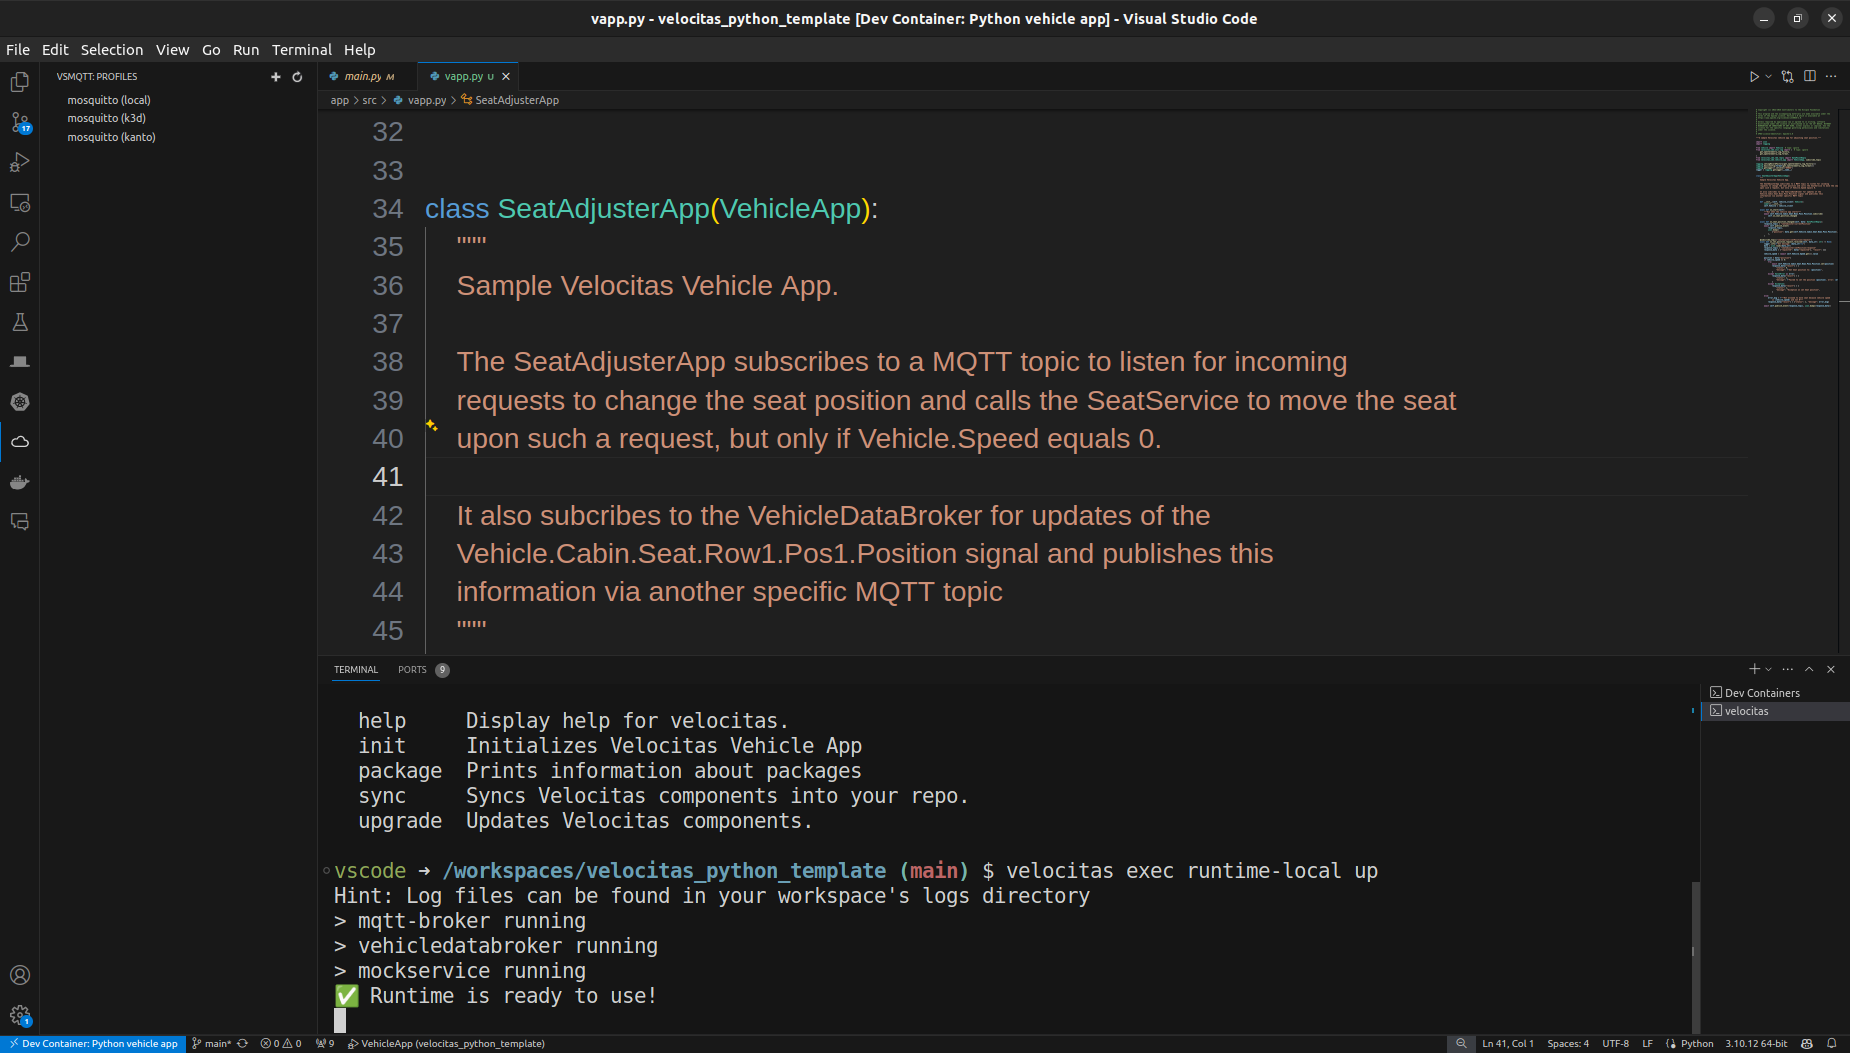 vapp.py - velocitas_python_template [Dev Container: Python vehicle app] - Visual Studio Code
File Edit Selection View Go Run Terminal Help
VSMQTT: PROFILES
mosquitto (local)
mosquitto (k3d)
mosquitto (kanto)
17
main.py M
vapp.py U
app > src > vapp.py > SeatAdjusterApp
32
33
34 class SeatAdjusterApp(VehicleApp):
35 """
36 Sample Velocitas Vehicle App.
37
38 The SeatAdjusterApp subscribes to a MQTT topic to listen for incoming
39 requests to change the seat position and calls the SeatService to move the seat
40 upon such a request, but only if Vehicle.Speed equals 0.
41
42 It also subcribes to the VehicleDataBroker for updates of the
43 Vehicle.Cabin.Seat.Row1.Pos1.Position signal and publishes this
44 information via another specific MQTT topic
45 """
TERMINAL PORTS 9
Dev Containers
velocitas
help Display help for velocitas.
init Initializes Velocitas Vehicle App
package Prints information about packages
sync Syncs Velocitas components into your repo.
upgrade Updates Velocitas components.
vscode ➜ /workspaces/velocitas_python_template (main) $ velocitas exec runtime-local up
Hint: Log files can be found in your workspace's logs directory
> mqtt-broker running
> vehicledatabroker running
> mockservice running
✅ Runtime is ready to use!
1
Dev Container: Python vehicle app main* 0 0 9 VehicleApp (velocitas_python_template) Ln 41, Col 1 Spaces: 4 UTF-8 LF Python 3.10.12 64-bit